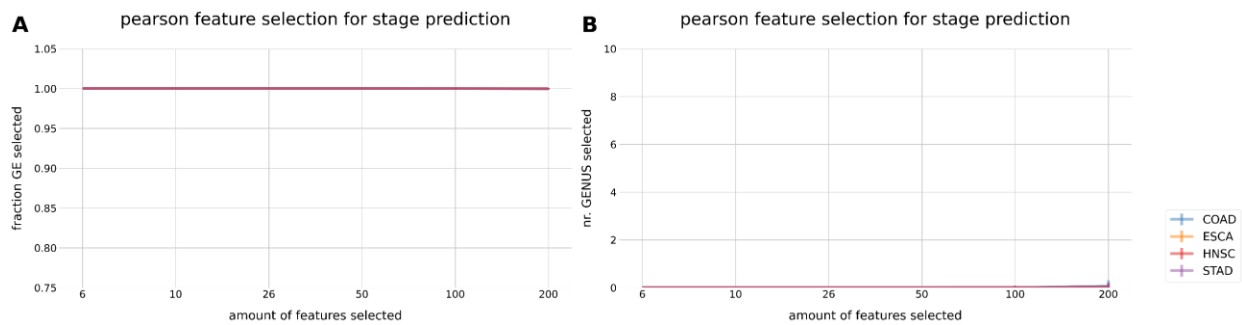 A
pearson feature selection for stage prediction
1.05
1.00
0.95
0.90
0.85
0.80
0.75
fraction GE selected
6 10 26 50 100 200
amount of features selected
B
pearson feature selection for stage prediction
10
8
6
4
2
0
nr. GENUS selected
6 10 26 50 100 200
amount of features selected
COAD
ESCA
HNSC
STAD